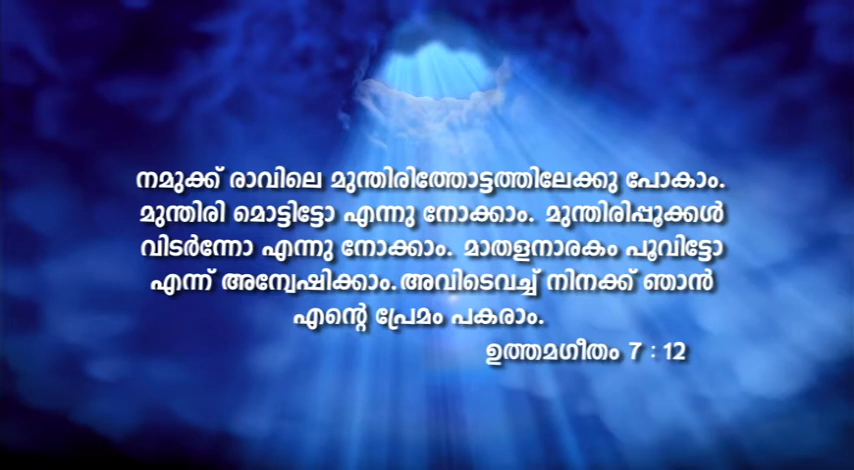 നമുക്ക് രാവിലെ മുന്തിരിത്തോട്ടത്തിലേക്കു പോകാം.
മുന്തിരി മൊട്ടിട്ടോ എന്നു നോക്കാം. മുന്തിരിപ്പൂക്കൾ
വിടർന്നോ എന്നു നോക്കാം. മാതളനാരകം പൂവിട്ടോ
എന്ന് അന്വേഷിക്കാം.അവിടെവച്ച് നിനക്ക് ഞാൻ
എന്റെ പ്രേമം പകരാം.
ഉത്തമഗീതം 7 : 12